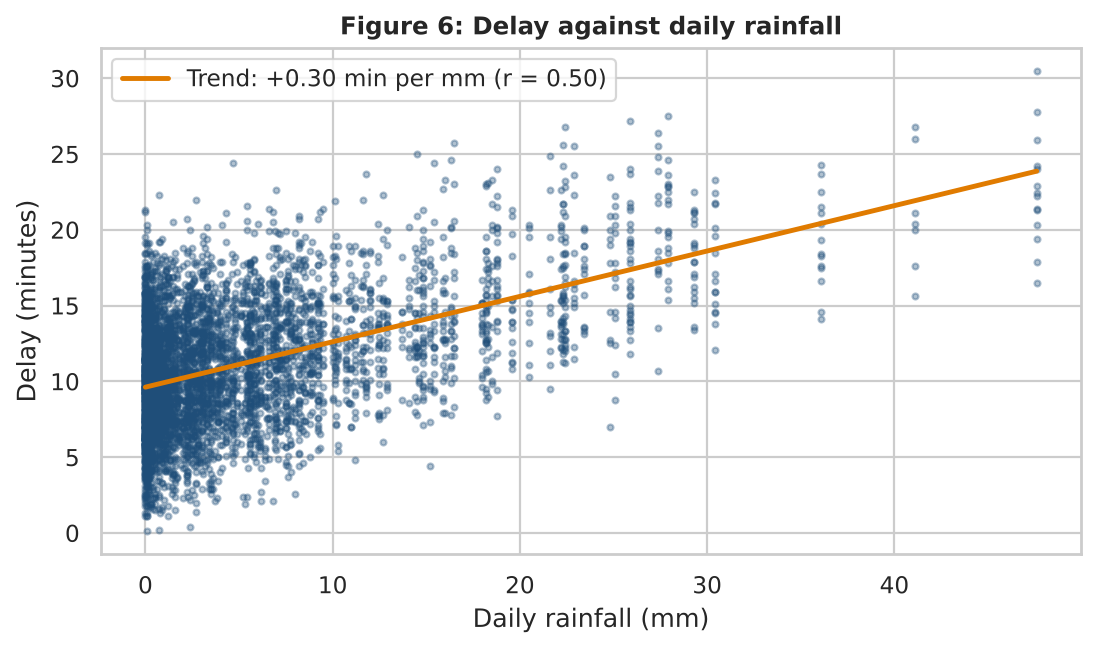 Figure 6: Delay against daily rainfall
Trend: +0.30 min per mm (r = 0.50)
Delay (minutes)
30
25
20
15
10
5
0
0 10 20 30 40
Daily rainfall (mm)